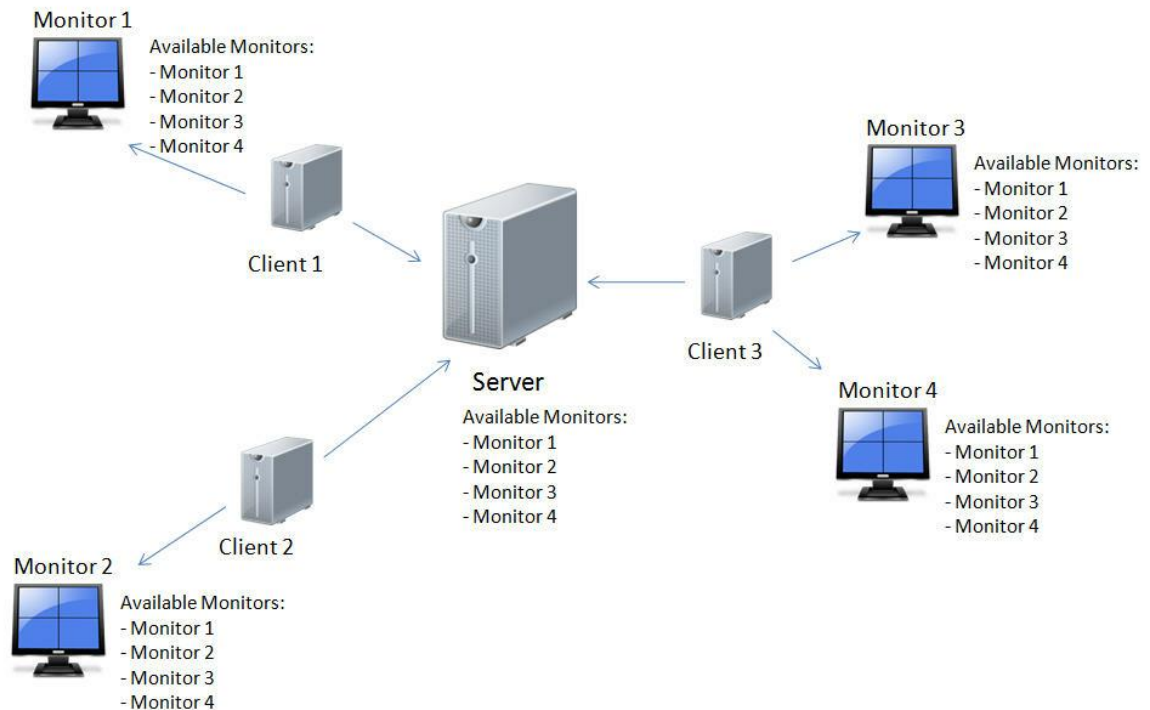 Monitor 1
Available Monitors:
- Monitor 1
- Monitor 2
- Monitor 3
- Monitor 4
Client 1
Monitor 3
Available Monitors:
- Monitor 1
- Monitor 2
- Monitor 3
- Monitor 4
Client 3
Server
Available Monitors:
- Monitor 1
- Monitor 2
- Monitor 3
- Monitor 4
Monitor 4
Available Monitors:
- Monitor 1
- Monitor 2
- Monitor 3
- Monitor 4
Client 2
Monitor 2
Available Monitors:
- Monitor 1
- Monitor 2
- Monitor 3
- Monitor 4